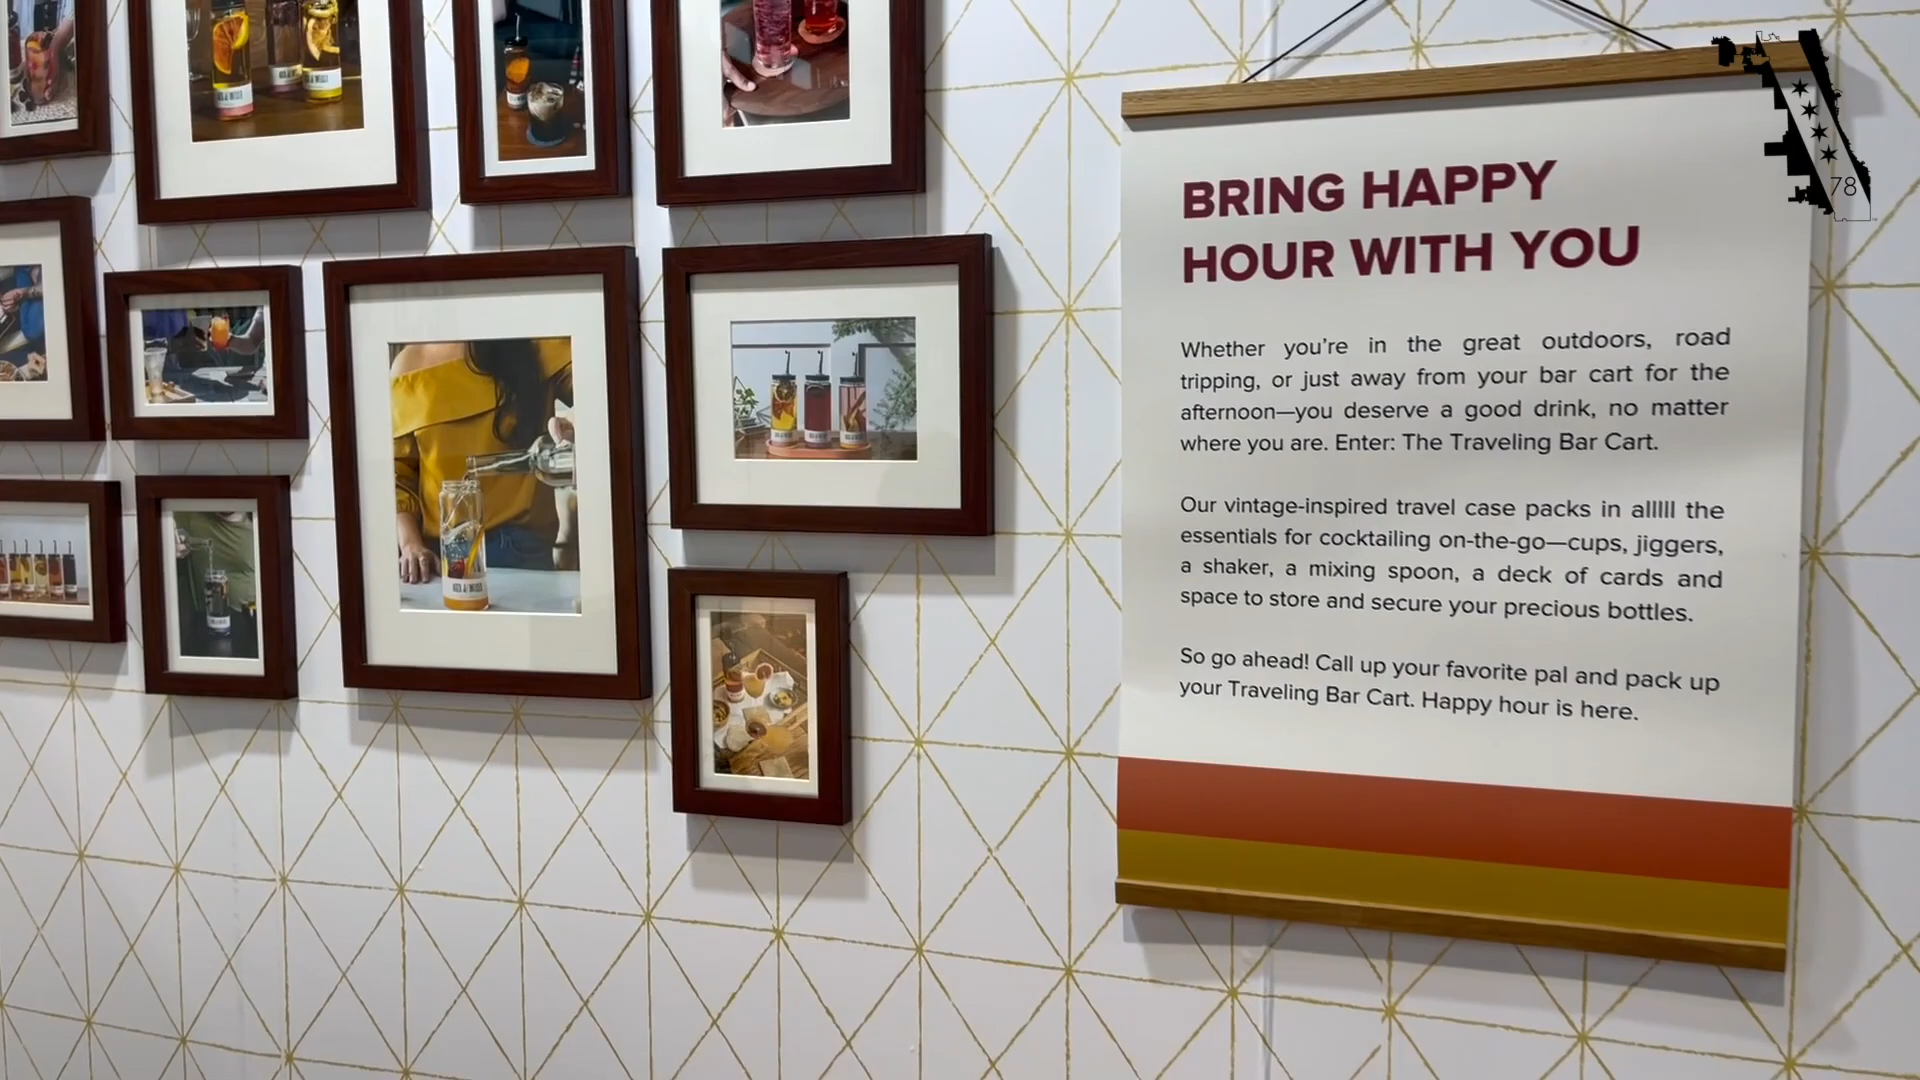 BRING HAPPY
HOUR WITH YOU
Whether you're in the great outdoors, road
tripping, or just away from your bar cart for the
afternoon—you deserve a good drink, no matter
where you are. Enter: The Traveling Bar Cart.
Our vintage-inspired travel case packs in alllll the
essentials for cocktailing on-the-go—cups, jiggers,
a shaker, a mixing spoon, a deck of cards and
space to store and secure your precious bottles.
So go ahead! Call up your favorite pal and pack up
your Traveling Bar Cart. Happy hour is here.
78